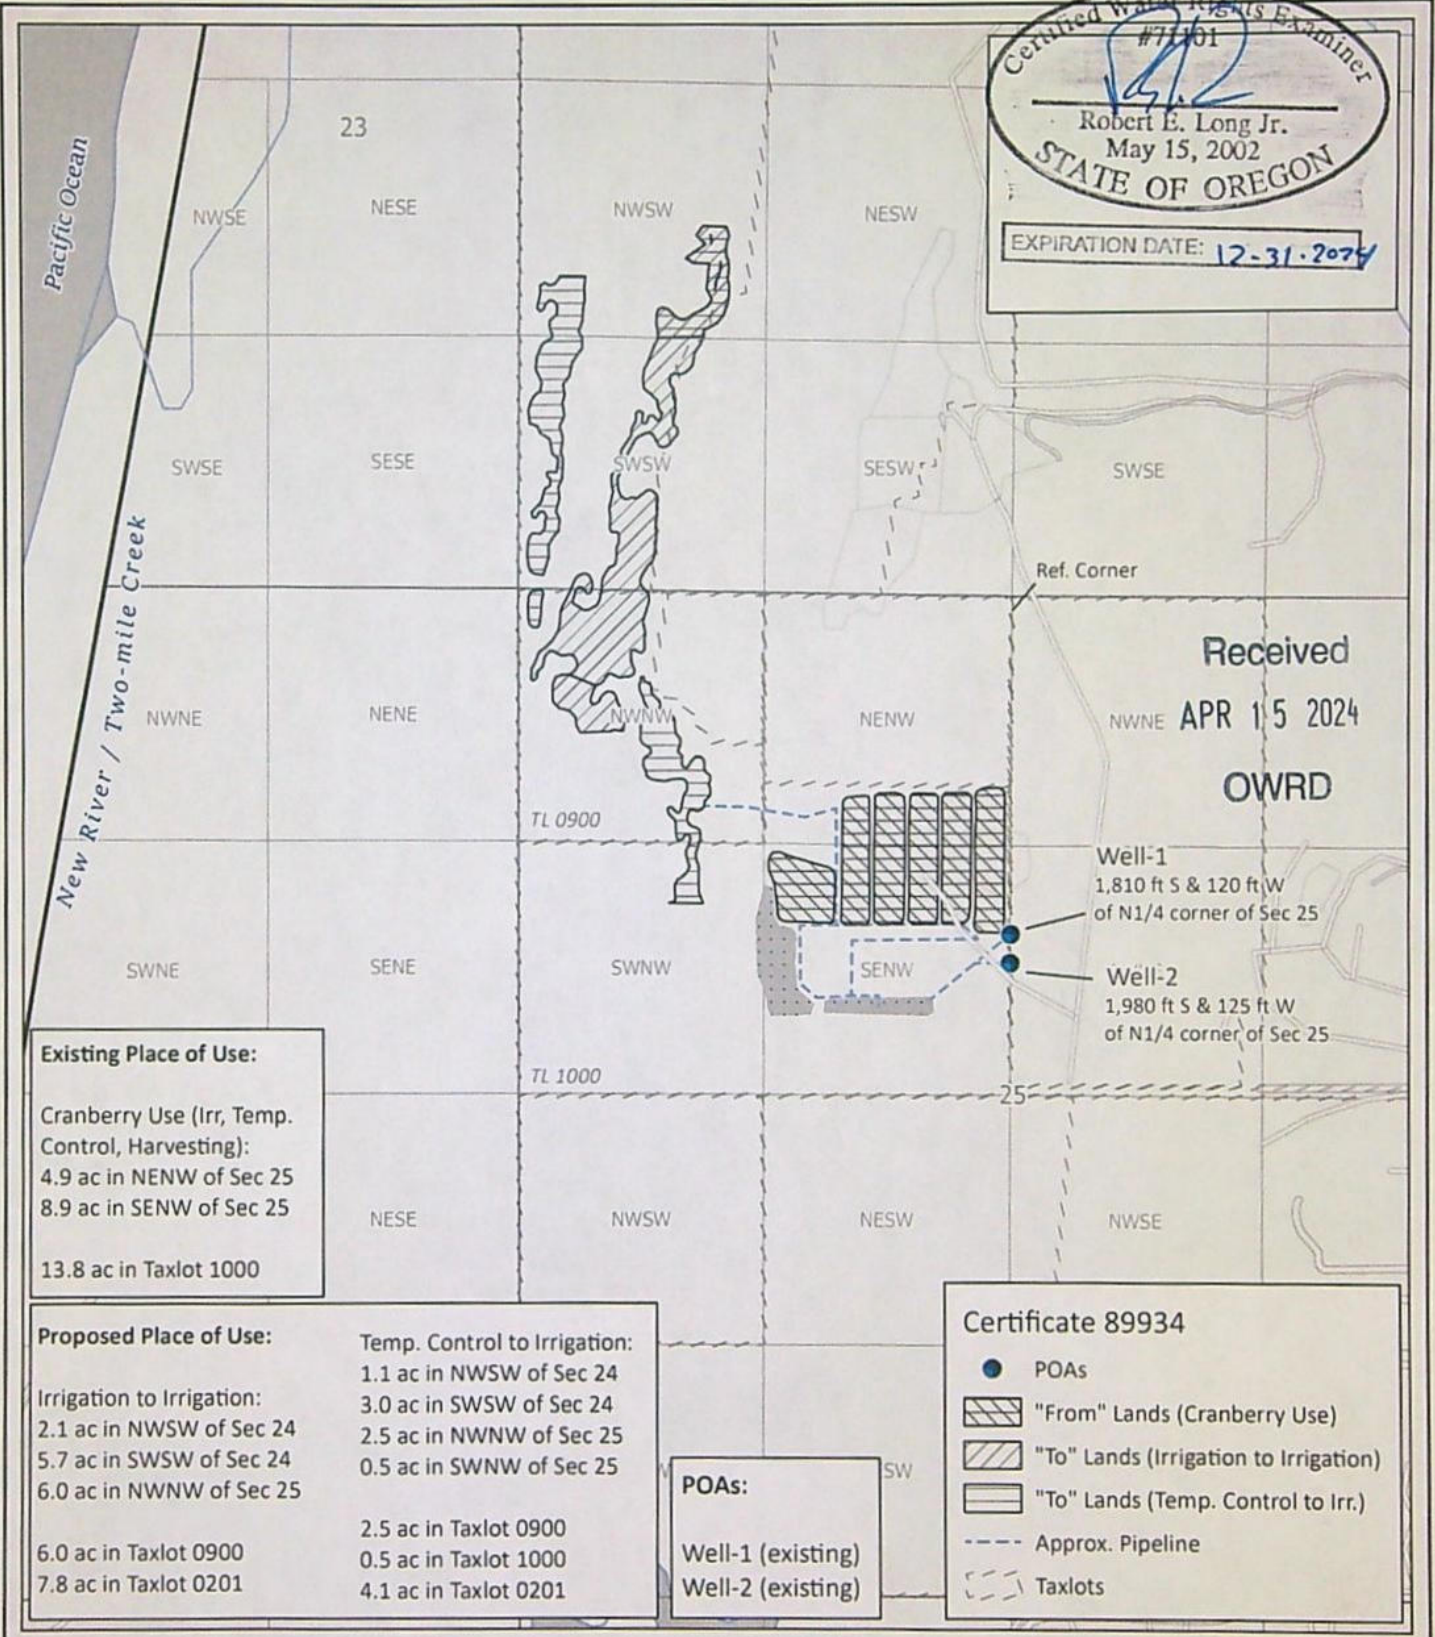 Certified Water Rights Examiner
#71101
Robert E. Long Jr.
May 15, 2002
STATE OF OREGON
EXPIRATION DATE: 12-31-2024
Pacific Ocean
23
NWSE
NESE
NWSW
NESW
SWSE
SESE
SWSW
SESW
SWSE
Ref. Corner
New River / Two-mile Creek
Received
APR 15 2024
OWRD
NWNE
NENE
NWNW
NENW
NWNE
TL 0900
Well-1
1,810 ft S & 120 ft W
of N1/4 corner of Sec 25
SWNE
SENE
SWNW
SENW
Well-2
1,980 ft S & 125 ft W
of N1/4 corner of Sec 25
TL 1000
25
NESE
NWSW
NESW
NWSE
SW
Existing Place of Use:
Cranberry Use (Irr, Temp.
Control, Harvesting):
4.9 ac in NENW of Sec 25
8.9 ac in SENW of Sec 25
13.8 ac in Taxlot 1000
Proposed Place of Use:
Irrigation to Irrigation:
2.1 ac in NWSW of Sec 24
5.7 ac in SWSW of Sec 24
6.0 ac in NWNW of Sec 25
6.0 ac in Taxlot 0900
7.8 ac in Taxlot 0201
Temp. Control to Irrigation:
1.1 ac in NWSW of Sec 24
3.0 ac in SWSW of Sec 24
2.5 ac in NWNW of Sec 25
0.5 ac in SWNW of Sec 25
2.5 ac in Taxlot 0900
0.5 ac in Taxlot 1000
4.1 ac in Taxlot 0201
POAs:
Well-1 (existing)
Well-2 (existing)
Certificate 89934
POAs
"From" Lands (Cranberry Use)
"To" Lands (Irrigation to Irrigation)
"To" Lands (Temp. Control to Irr.)
Approx. Pipeline
Taxlots